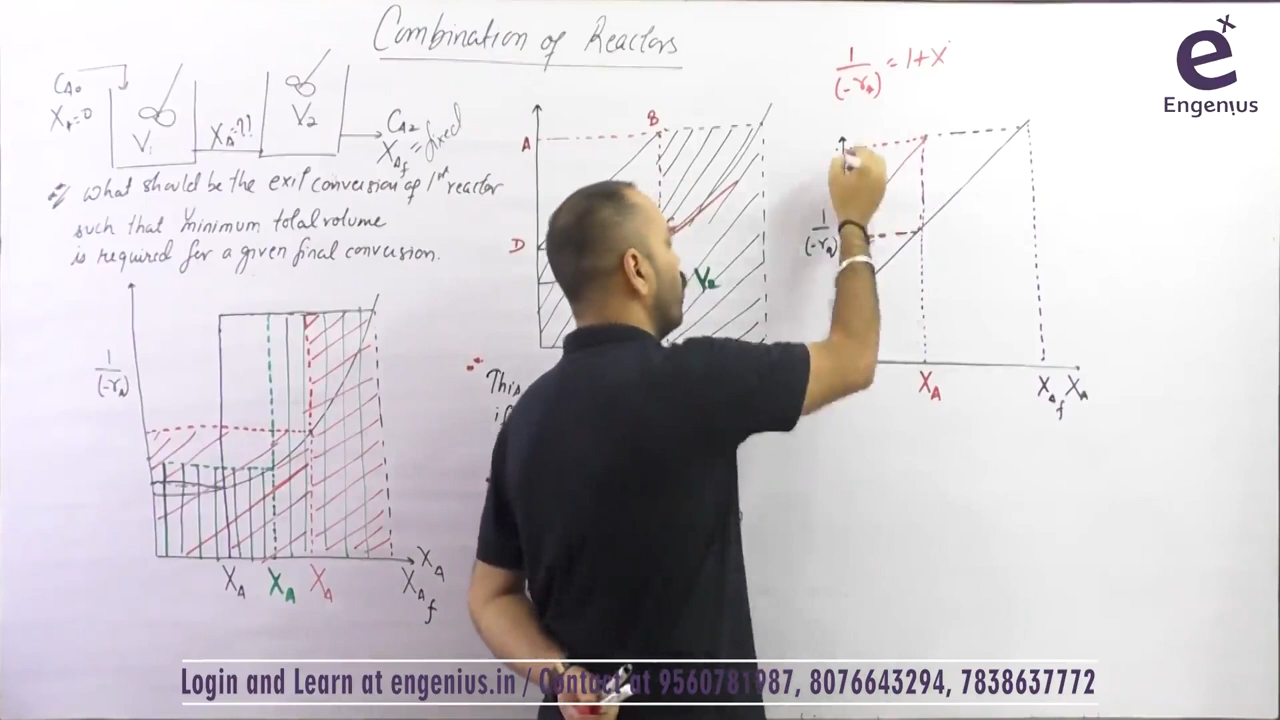 Combination of Reactors
CA0
XA=0
V1
XA=??
V2
CA2
XAf = fixed
what should be the exit conversion of 1st reactor
such that minimum total volume
is required for a given final conversion.
1
(-rA)
XA
XA
XA
XA
XAf
A
B
D
V2
This
if
1/(-rA) = 1+X
1
(-rA)
XA
XAf
XA
ex
Engenius
Login and Learn at engenius.in / Contact at 9560781987, 8076643294, 7838637772